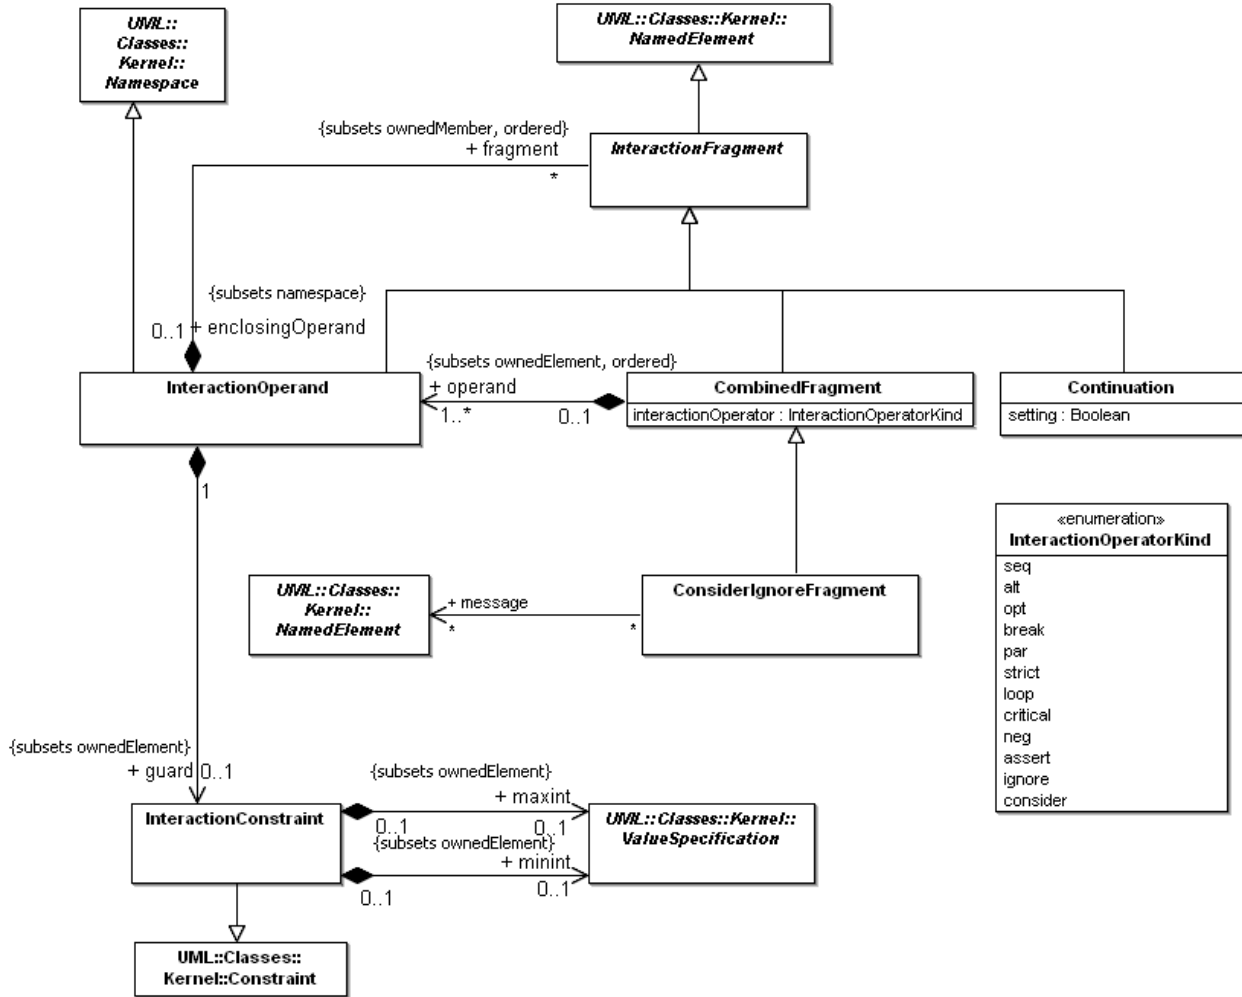 UML::
Classes::
Kernel::
Namespace
UML::Classes::Kernel::
NamedElement
{subsets ownedMember, ordered}
+ fragment
*
InteractionFragment
{subsets namespace}
0..1
+ enclosingOperand
InteractionOperand
{subsets ownedElement, ordered}
+ operand
1..*
0..1
CombinedFragment
interactionOperator : InteractionOperatorKind
Continuation
setting : Boolean
1
UML::Classes::
Kernel::
NamedElement
+ message
*
*
ConsiderIgnoreFragment
«enumeration»
InteractionOperatorKind
seq
alt
opt
break
par
strict
loop
critical
neg
assert
ignore
consider
{subsets ownedElement}
+ guard
0..1
InteractionConstraint
{subsets ownedElement}
+ maxint
0..1
0..1
{subsets ownedElement}
+ minint
0..1
0..1
UML::Classes::Kernel::
ValueSpecification
UML::Classes::
Kernel::Constraint